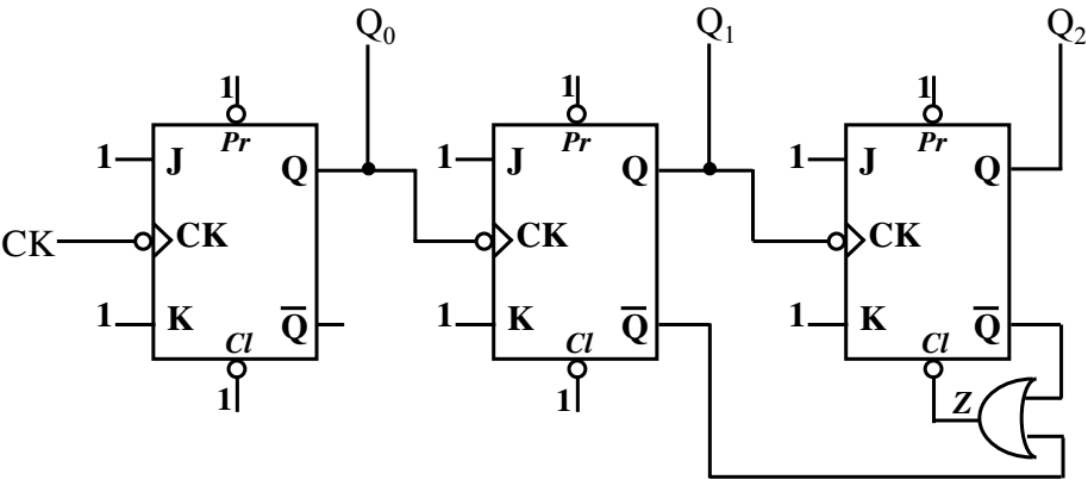 Q₀ Q₁ Q₂
1 1 1
Pr Pr Pr
1 J Q 1 J Q 1 J Q
CK CK CK CK
1 K Q̅ 1 K Q̅ 1 K Q̅
Cl Cl Cl
1 1 Z